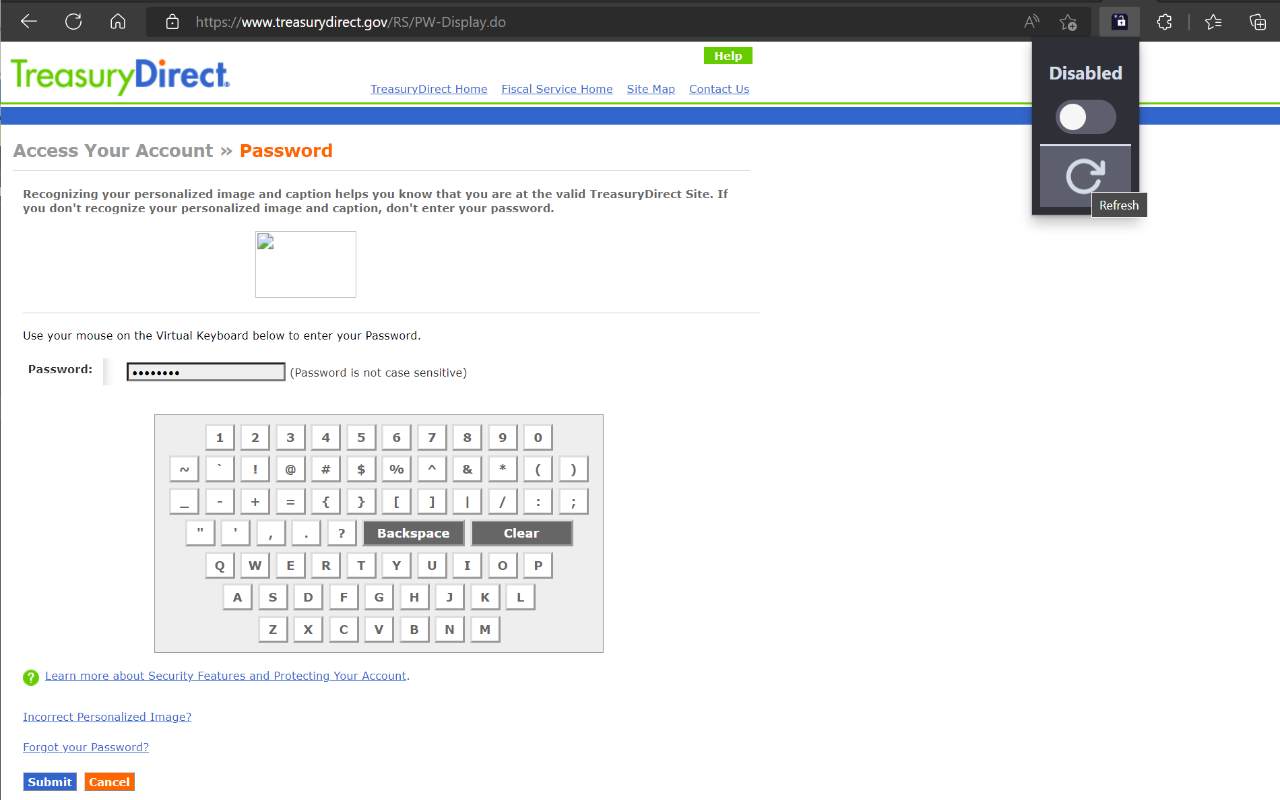 https://www.treasurydirect.gov/RS/PW-Display.do
Disabled
Refresh
Help
TreasuryDirect®
TreasuryDirect Home Fiscal Service Home Site Map Contact Us
Access Your Account » Password
Recognizing your personalized image and caption helps you know that you are at the valid TreasuryDirect Site. If
you don't recognize your personalized image and caption, don't enter your password.
Use your mouse on the Virtual Keyboard below to enter your Password.
Password: •••••••• (Password is not case sensitive)
1 2 3 4 5 6 7 8 9 0
~ ` ! @ # $ % ^ & * ( )
_ - + = { } [ ] | / : ;
" ' , . ? Backspace Clear
Q W E R T Y U I O P
A S D F G H J K L
Z X C V B N M
? Learn more about Security Features and Protecting Your Account.
Incorrect Personalized Image?
Forgot your Password?
Submit Cancel